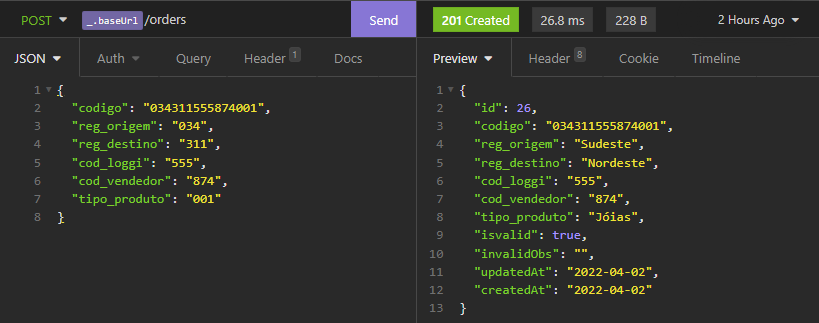 POST _.baseUrl /orders Send 201 Created 26.8 ms 228 B 2 Hours Ago
JSON Auth Query Header 1 Docs Preview Header 8 Cookie Timeline
1 {
2 "codigo": "034311555874001",
3 "reg_origem": "034",
4 "reg_destino": "311",
5 "cod_loggi": "555",
6 "cod_vendedor": "874",
7 "tipo_produto": "001"
8 }
1 {
2 "id": 26,
3 "codigo": "034311555874001",
4 "reg_origem": "Sudeste",
5 "reg_destino": "Nordeste",
6 "cod_loggi": "555",
7 "cod_vendedor": "874",
8 "tipo_produto": "Jóias",
9 "isvalid": true,
10 "invalidObs": "",
11 "updatedAt": "2022-04-02",
12 "createdAt": "2022-04-02"
13 }